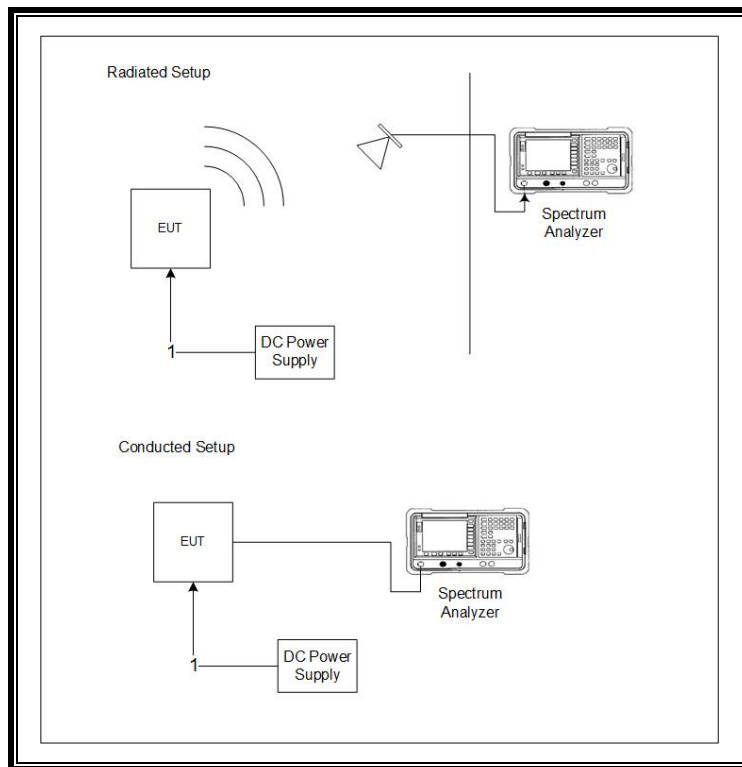 Radiated Setup
EUT
Spectrum
Analyzer
1
DC Power
Supply
Conducted Setup
EUT
Spectrum
Analyzer
1
DC Power
Supply